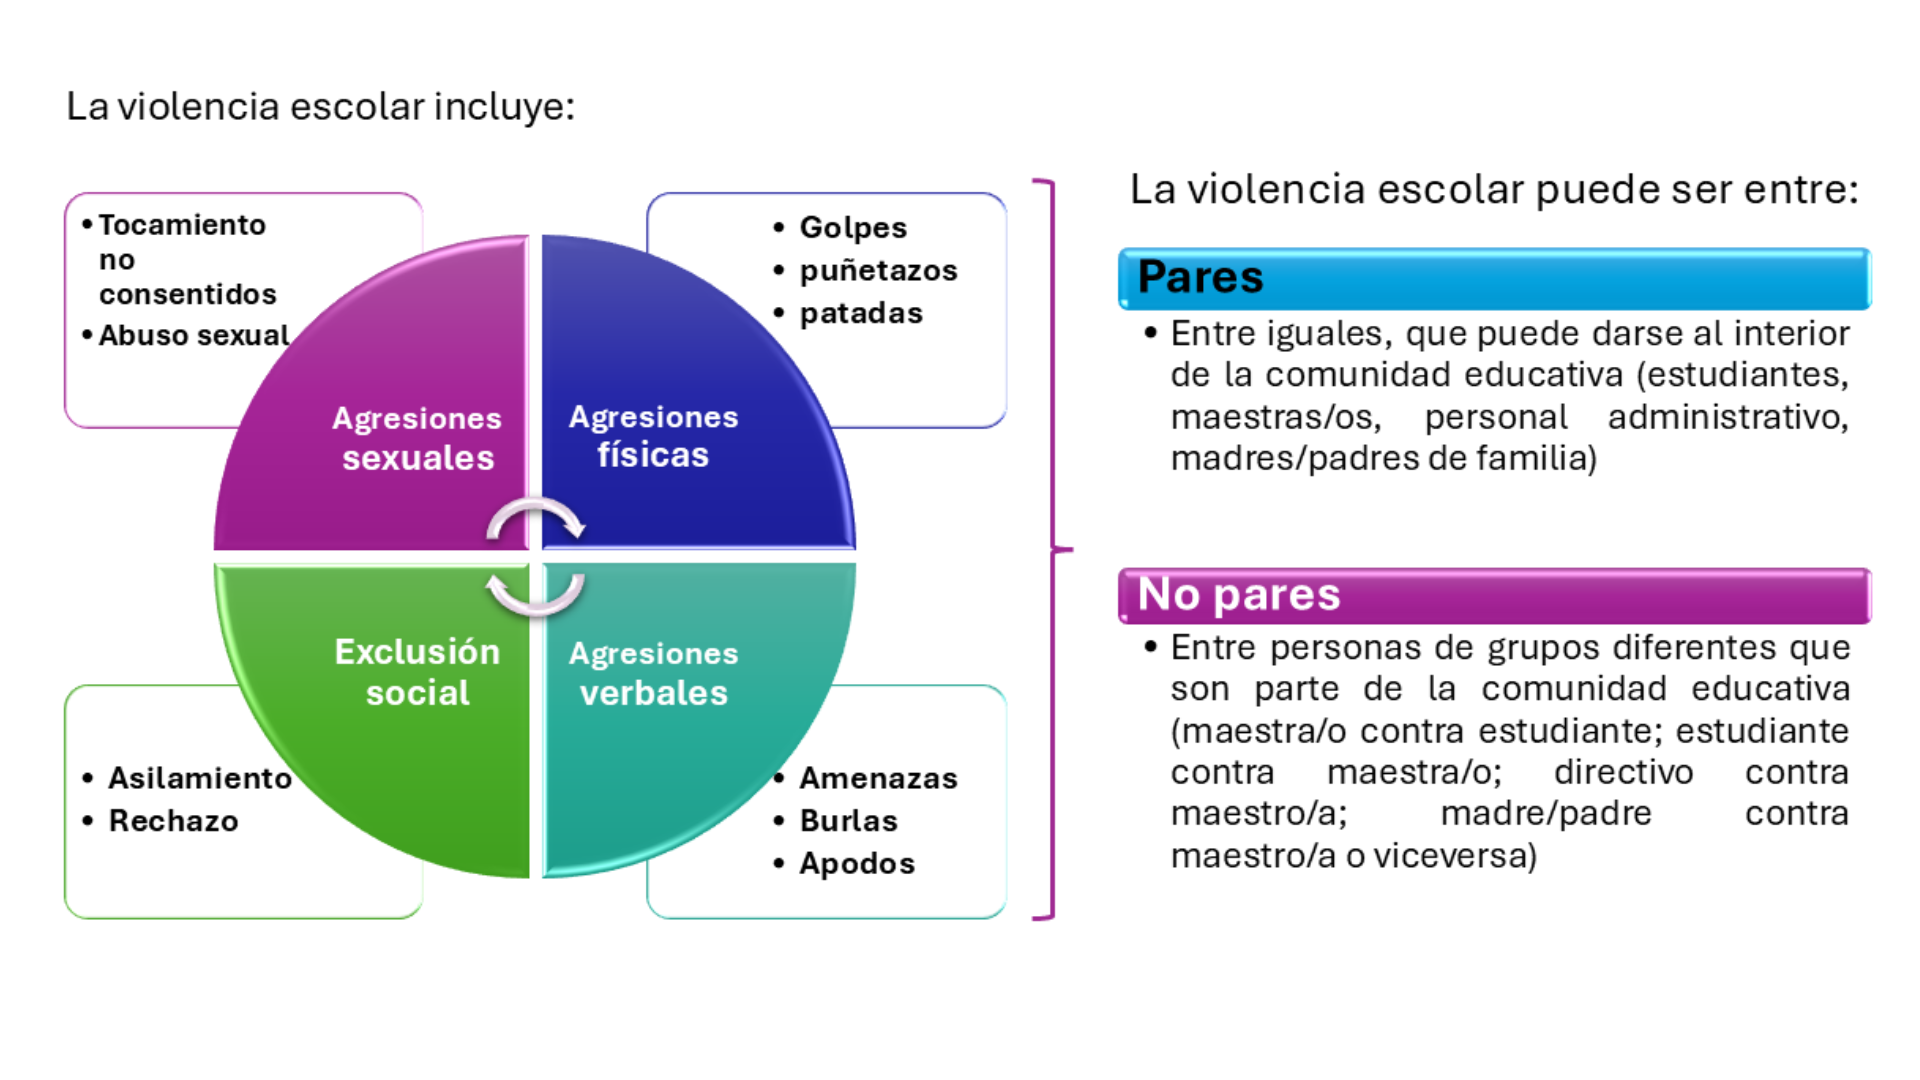 La violencia escolar incluye:
• Tocamiento
no
consentidos
• Abuso sexual
• Golpes
• puñetazos
• patadas
Agresiones
sexuales
Agresiones
físicas
Exclusión
social
Agresiones
verbales
• Asilamiento
• Rechazo
• Amenazas
• Burlas
• Apodos
La violencia escolar puede ser entre:
Pares
• Entre iguales, que puede darse al interior
de la comunidad educativa (estudiantes,
maestras/os, personal administrativo,
madres/padres de familia)
No pares
• Entre personas de grupos diferentes que
son parte de la comunidad educativa
(maestra/o contra estudiante; estudiante
contra maestra/o; directivo contra
maestro/a; madre/padre contra
maestro/a o viceversa)